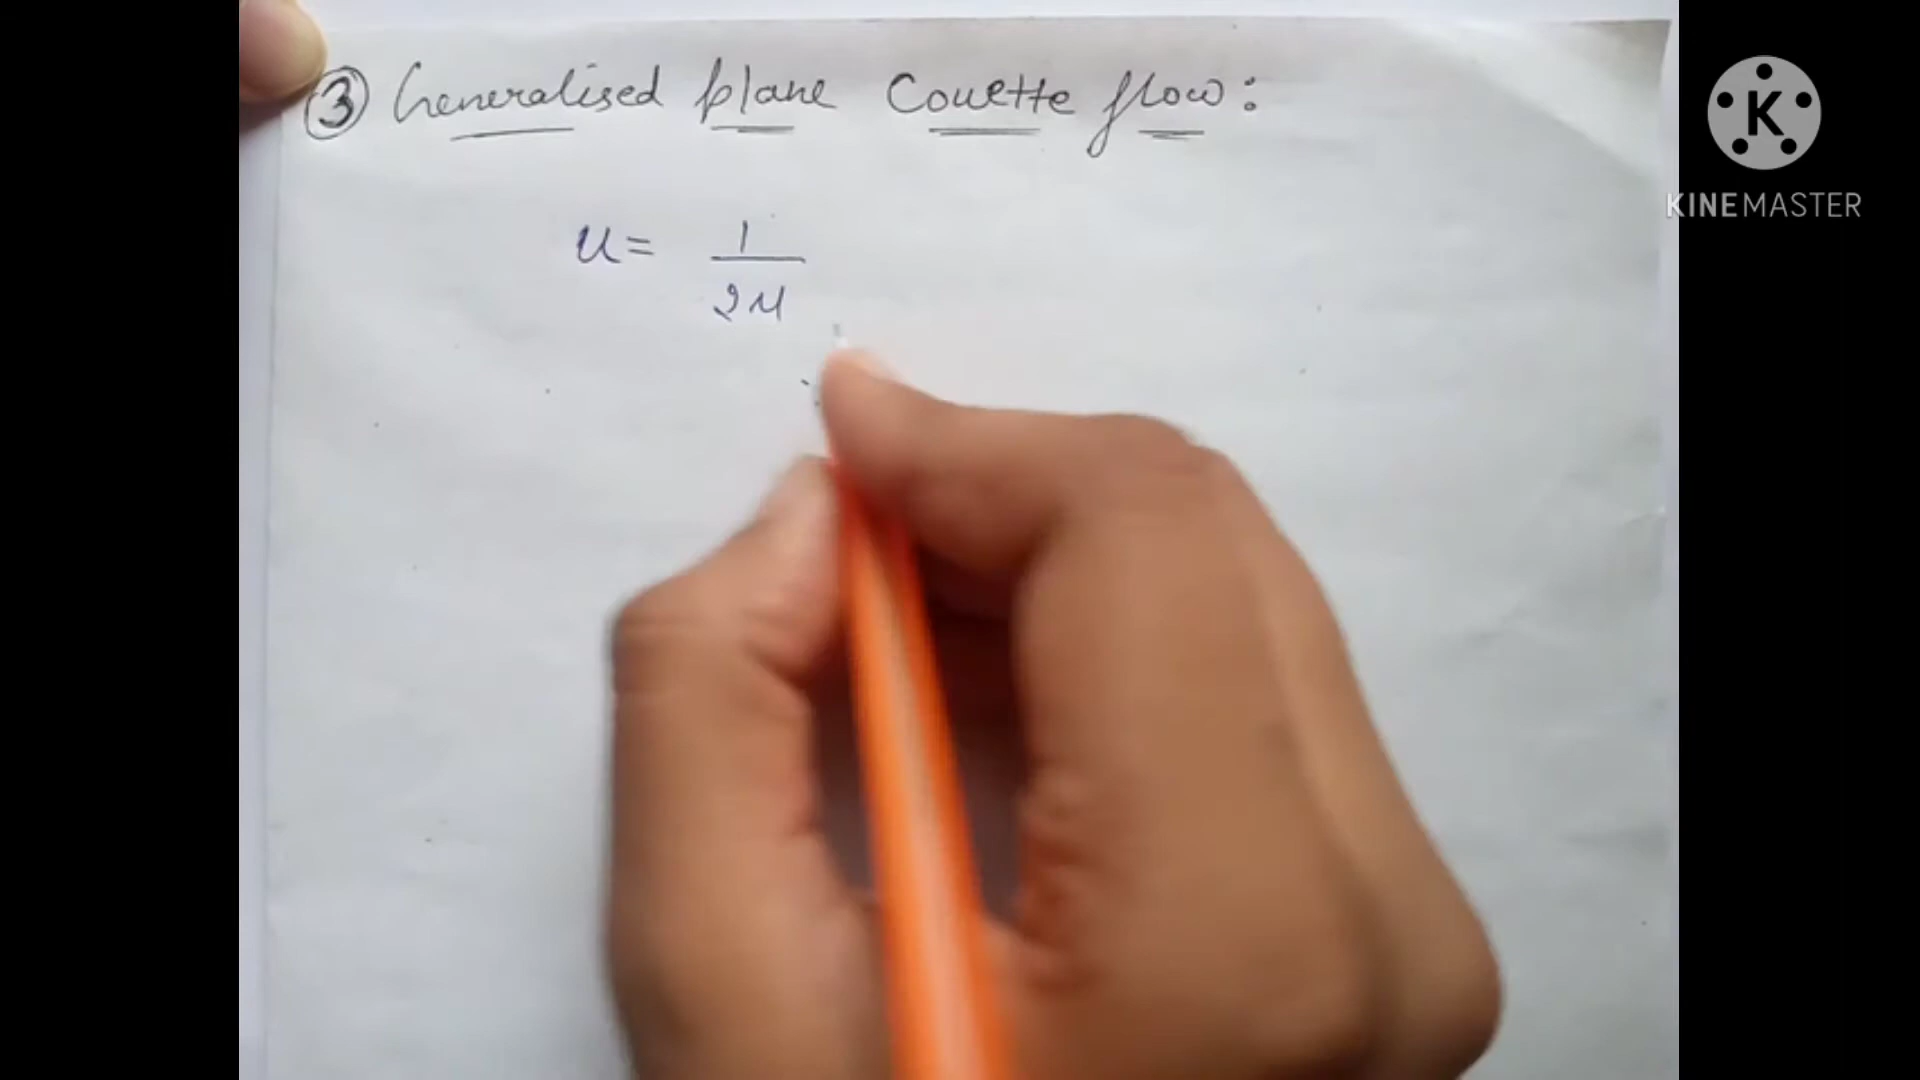 ③ Generalised plane Couette flow:
u = 1
2μ
K
KINEMASTER